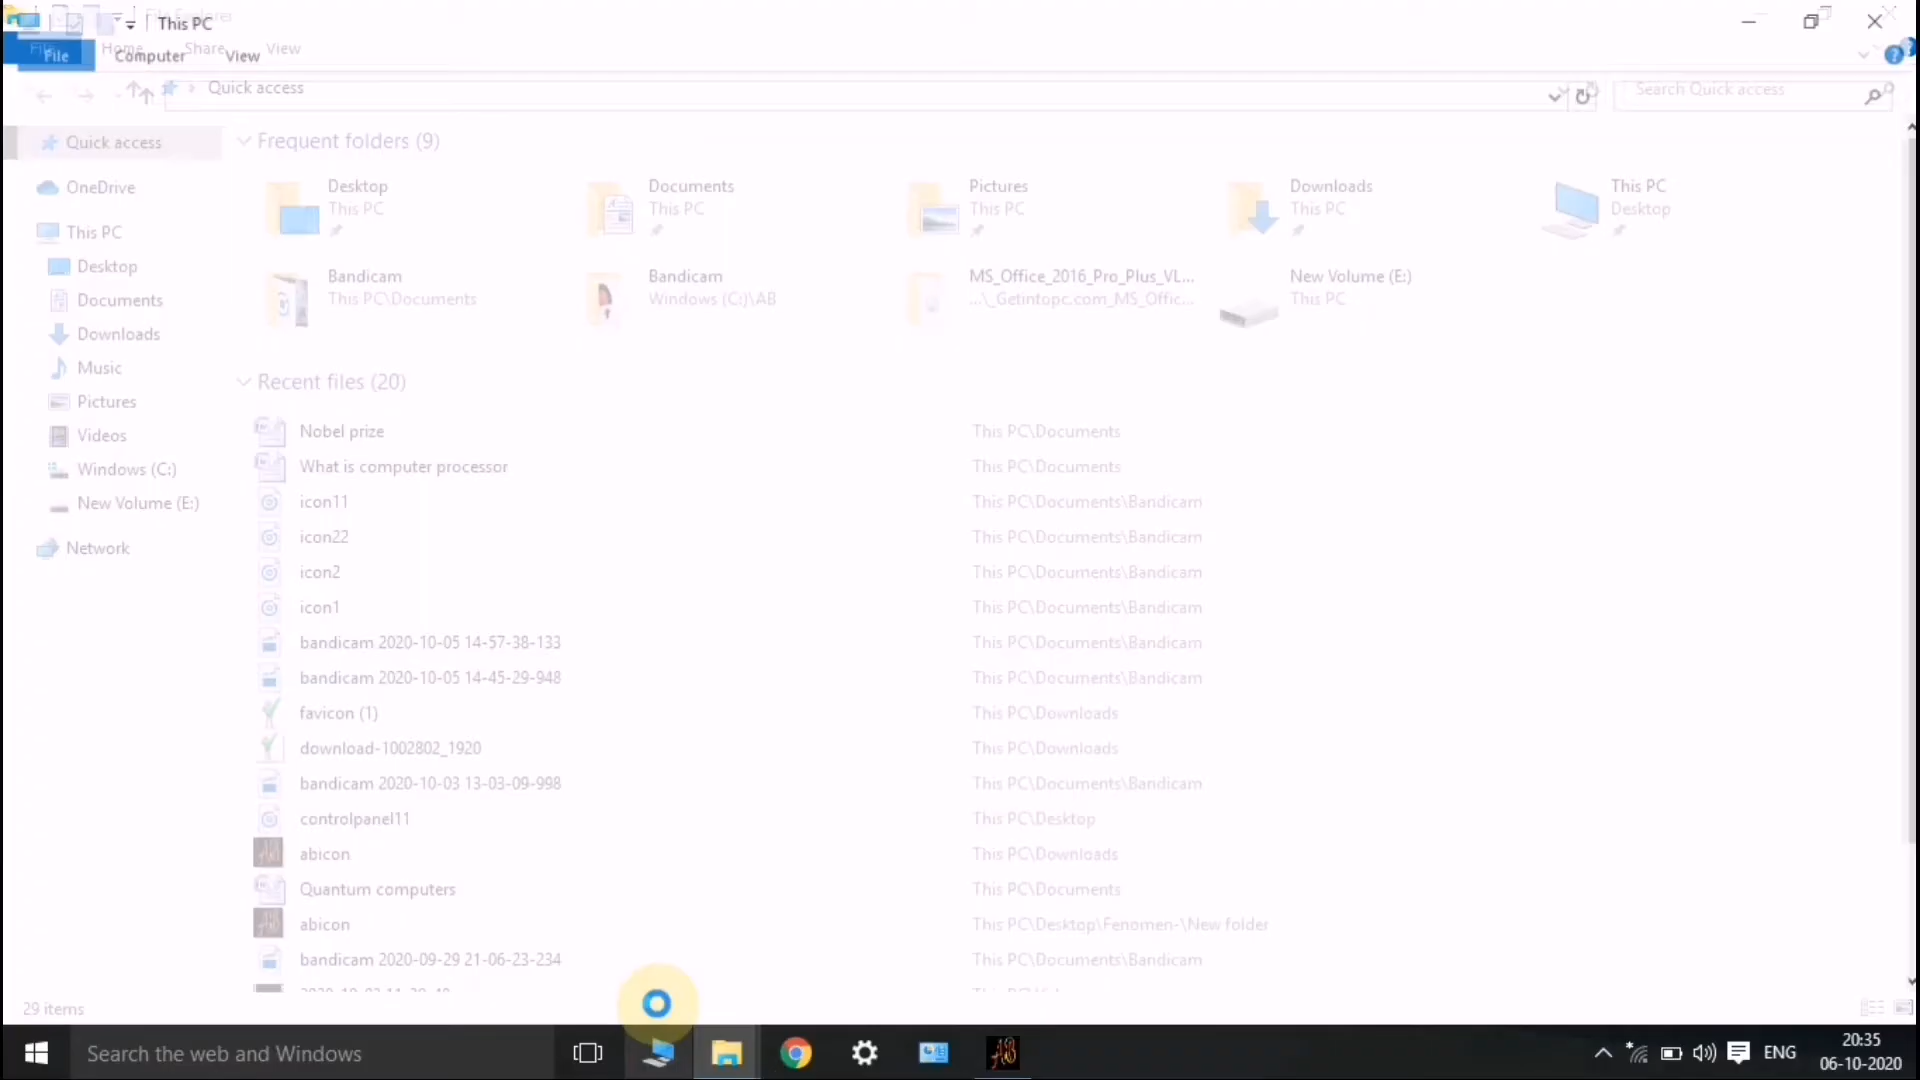 File Explorer
This PC
File Home Share View
File Computer View
Quick access
Search Quick access
Quick access
OneDrive
This PC
Desktop
Documents
Downloads
Music
Pictures
Videos
Windows (C:)
New Volume (E:)
Network
Frequent folders (9)
Desktop
This PC
Documents
This PC
Pictures
This PC
Downloads
This PC
This PC
Desktop
Bandicam
This PC\Documents
Bandicam
Windows (C:)\AB
MS_Office_2016_Pro_Plus_VL...
...\_Getintopc.com_MS_Offic...
New Volume (E:)
This PC
Recent files (20)
Nobel prize This PC\Documents
What is computer processor This PC\Documents
icon11 This PC\Documents\Bandicam
icon22 This PC\Documents\Bandicam
icon2 This PC\Documents\Bandicam
icon1 This PC\Documents\Bandicam
bandicam 2020-10-05 14-57-38-133 This PC\Documents\Bandicam
bandicam 2020-10-05 14-45-29-948 This PC\Documents\Bandicam
favicon (1) This PC\Downloads
download-1002802_1920 This PC\Downloads
bandicam 2020-10-03 13-03-09-998 This PC\Documents\Bandicam
controlpanel11 This PC\Desktop
abicon This PC\Downloads
Quantum computers This PC\Documents
abicon This PC\Desktop\Fenomen-\New folder
bandicam 2020-09-29 21-06-23-234 This PC\Documents\Bandicam
29 items
Search the web and Windows
AB
ENG
20:35
06-10-2020